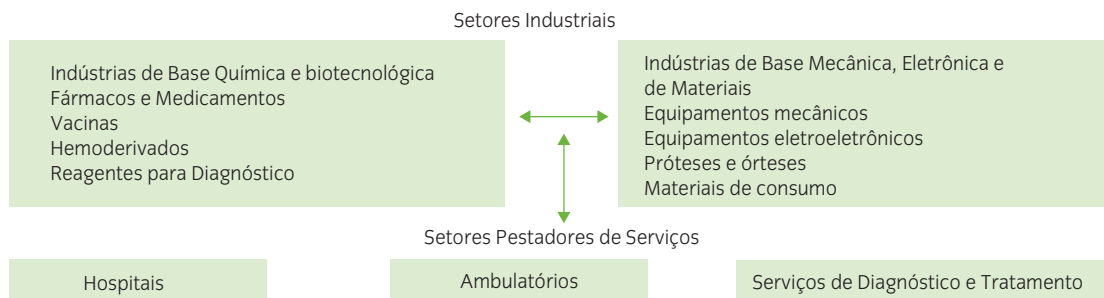 Setores Industriais
Indústrias de Base Química e biotecnológica
Fármacos e Medicamentos
Vacinas
Hemoderivados
Reagentes para Diagnóstico
Indústrias de Base Mecânica, Eletrônica e
de Materiais
Equipamentos mecânicos
Equipamentos eletroeletrônicos
Próteses e órteses
Materiais de consumo
Setores Pestadores de Serviços
Hospitais
Ambulatórios
Serviços de Diagnóstico e Tratamento